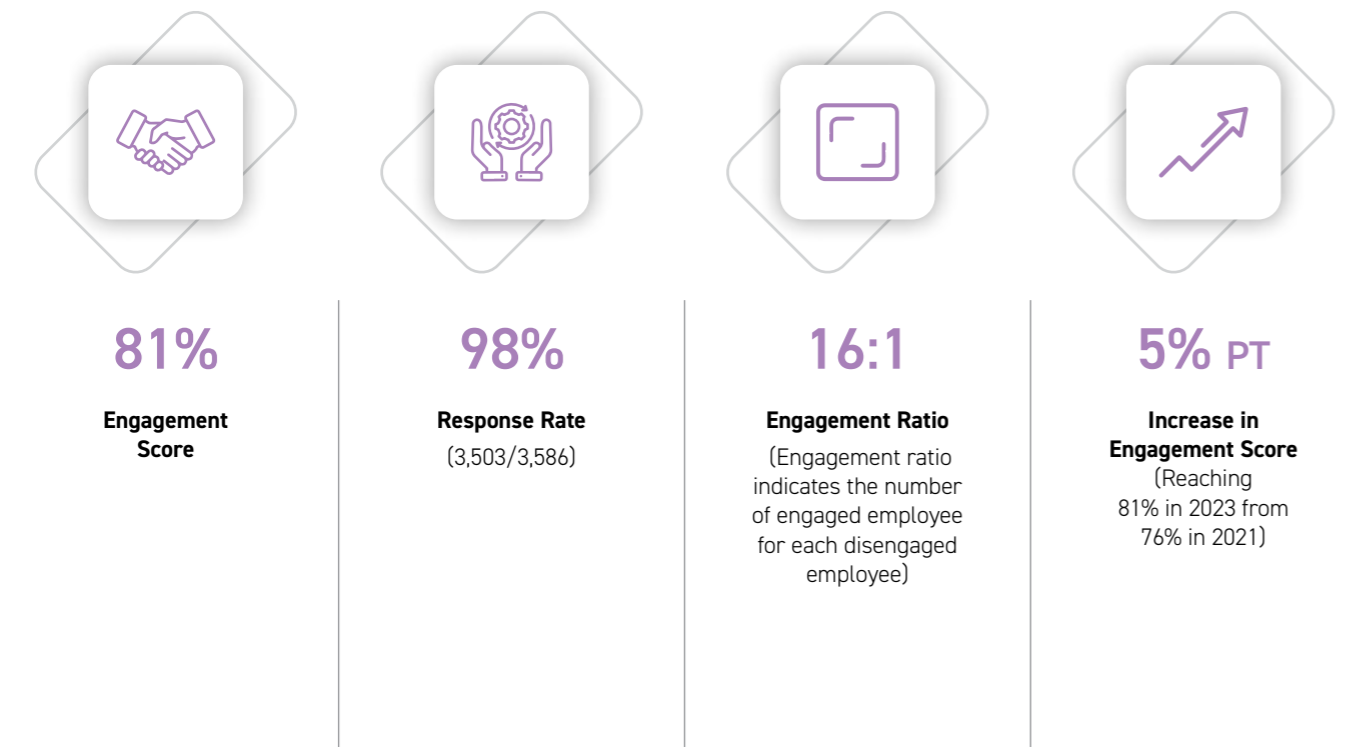 81%
Engagement
Score
98%
Response Rate
(3,503/3,586)
16:1
Engagement Ratio
(Engagement ratio
indicates the number
of engaged employee
for each disengaged
employee)
5% PT
Increase in
Engagement Score
(Reaching
81% in 2023 from
76% in 2021)